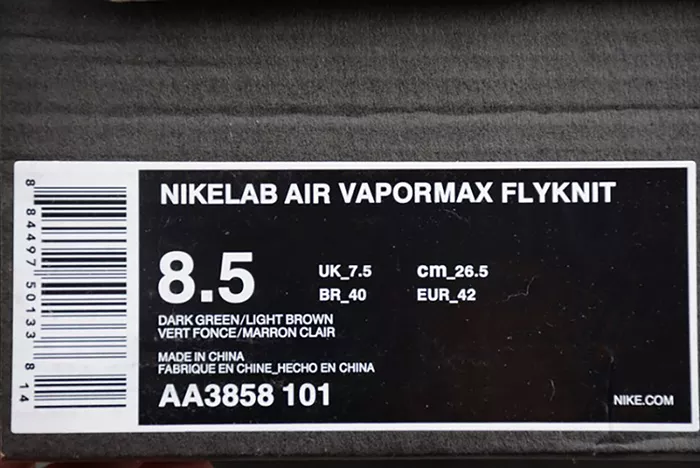 NIKELAB AIR VAPORMAX FLYKNIT
8.5
UK_7.5 cm_26.5
BR_40 EUR_42
DARK GREEN/LIGHT BROWN
VERT FONCE/MARRON CLAIR
MADE IN CHINA
FABRIQUE EN CHINE_HECHO EN CHINA
AA3858 101
NIKE.COM
8 84497 50133 8 14